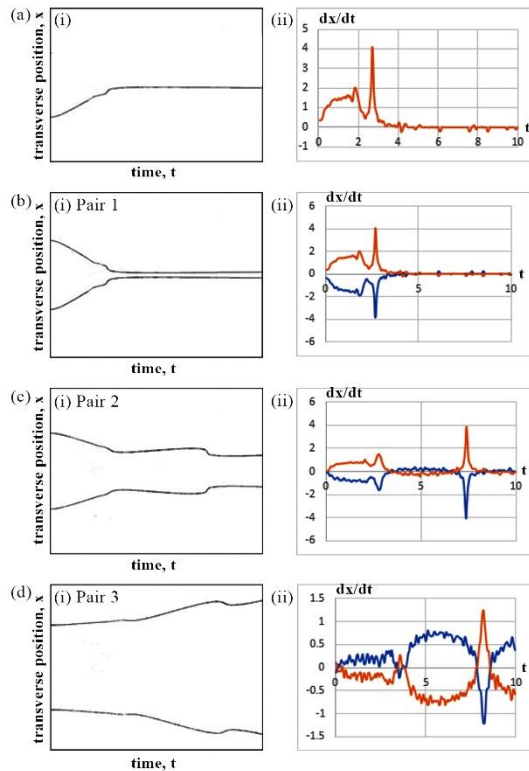 (a) (i)
transverse position, x
time, t
(ii) dx/dt
5
4
3
2
1
0
-1
0 2 4 6 8 10
t
(b) (i) Pair 1
transverse position, x
time, t
(ii) dx/dt
6
4
2
0
-2
-4
-6
0 5 10
t
(c) (i) Pair 2
transverse position, x
time, t
(ii) dx/dt
6
4
2
0
-2
-4
-6
0 5 10
t
(d) (i) Pair 3
transverse position, x
time, t
(ii) dx/dt
1.5
1
0.5
0
-0.5
-1
-1.5
0 5 10
t